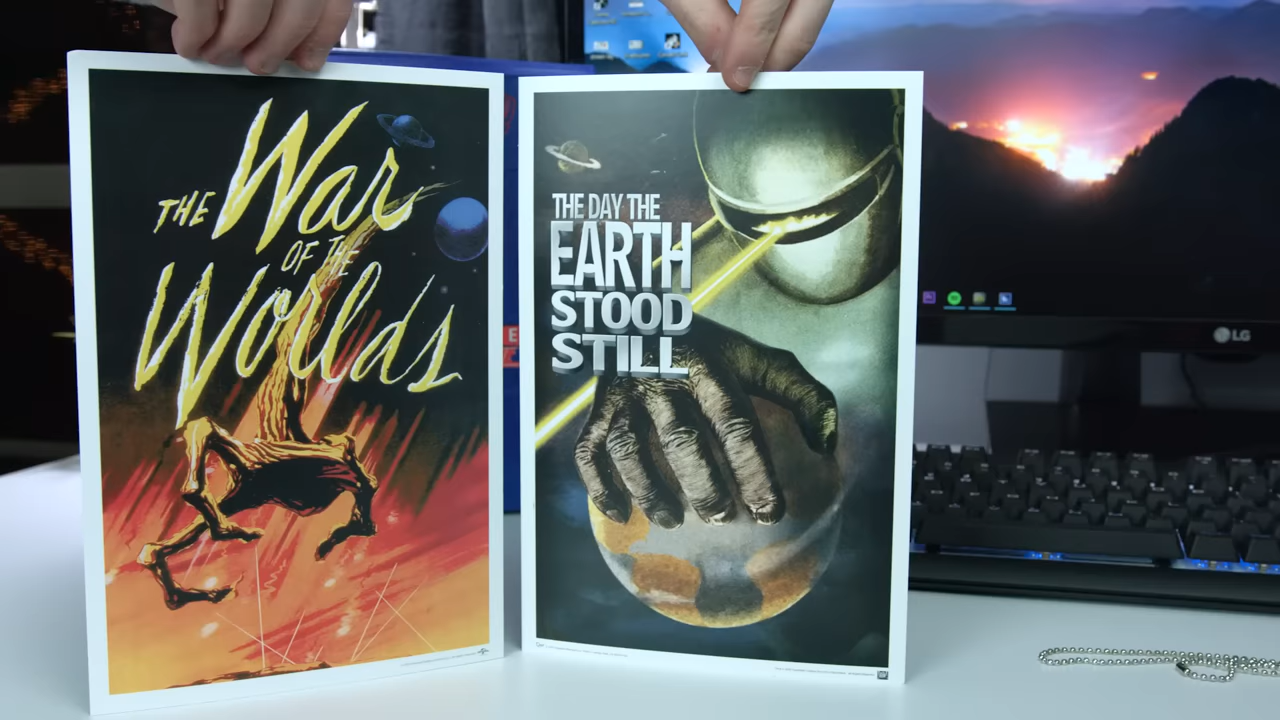 THE War
OF THE
Worlds
THE DAY THE
EARTH
STOOD
STILL
LG